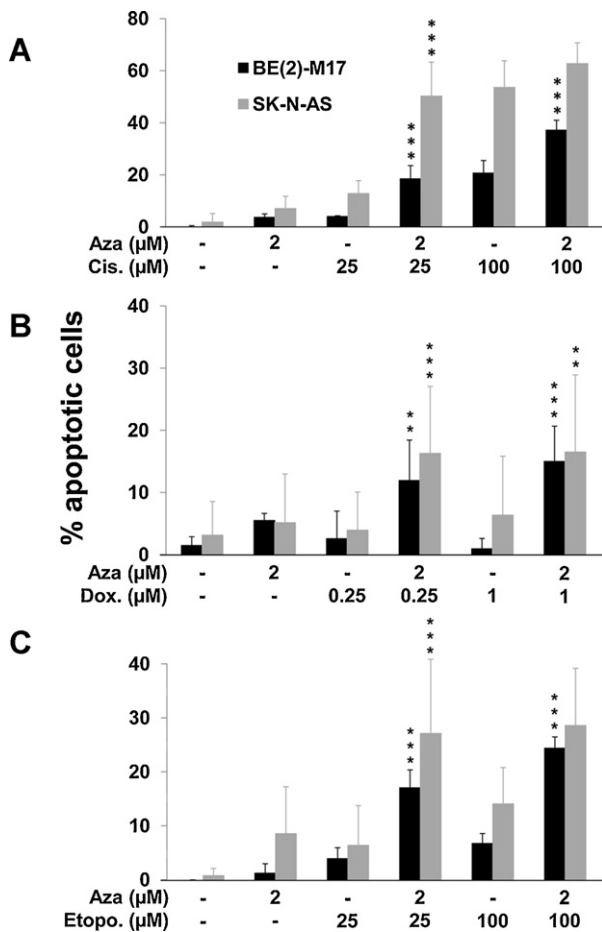 A
80
BE(2)-M17
SK-N-AS
60
40
20
0
*** *** ***
Aza (µM) - 2 - 2 - 2
Cis. (µM) - - 25 25 100 100
B
% apoptotic cells
40
30
20
10
0
** *** *** **
Aza (µM) - 2 - 2 - 2
Dox. (µM) - - 0.25 0.25 1 1
C
40
30
20
10
0
*** *** ***
Aza (µM) - 2 - 2 - 2
Etopo. (µM) - - 25 25 100 100